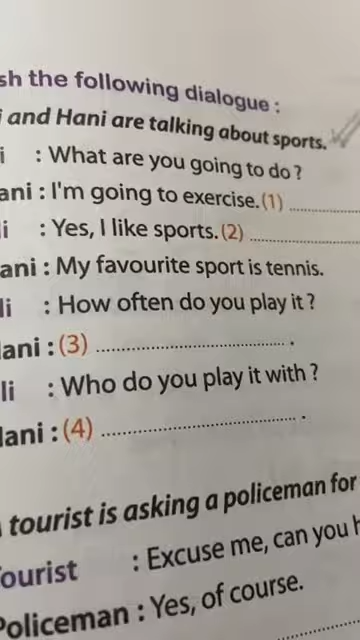 sh the following dialogue :
i and Hani are talking about sports.
i : What are you going to do ?
ani : I'm going to exercise. (1) ....................
li : Yes, I like sports. (2) ....................
ani : My favourite sport is tennis.
li : How often do you play it ?
lani : (3) ........................................ .
li : Who do you play it with ?
lani : (4) ........................................ .
tourist is asking a policeman for
ourist : Excuse me, can you h
Policeman : Yes, of course.